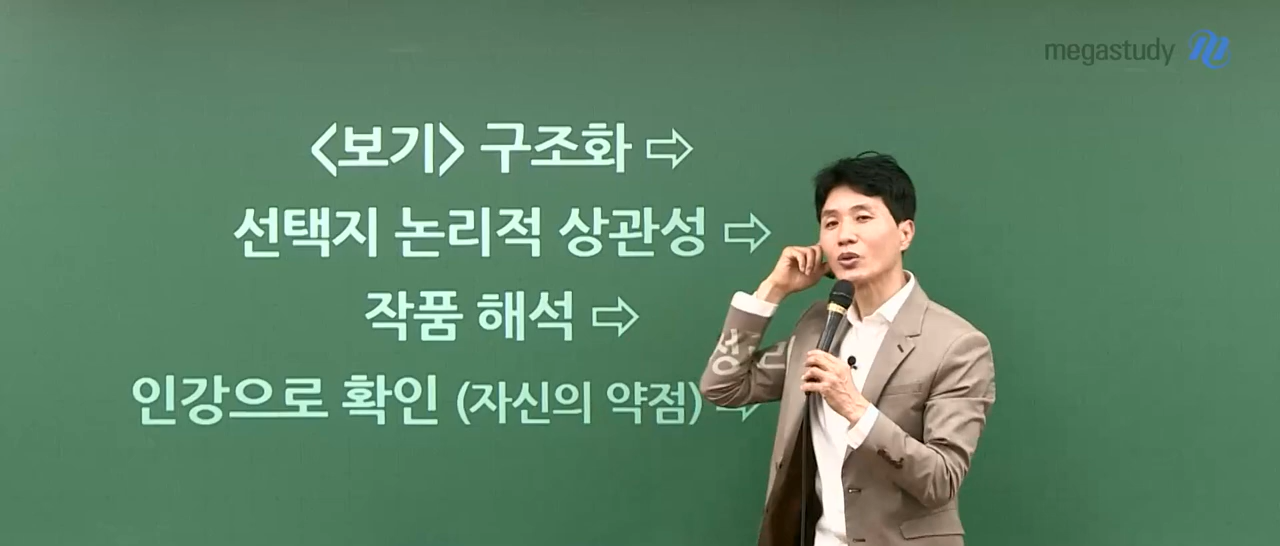 megastudy
<보기> 구조화 ⇨
선택지 논리적 상관성 ⇨
작품 해석 ⇨
인강으로 확인 (자신의 약점) ⇨